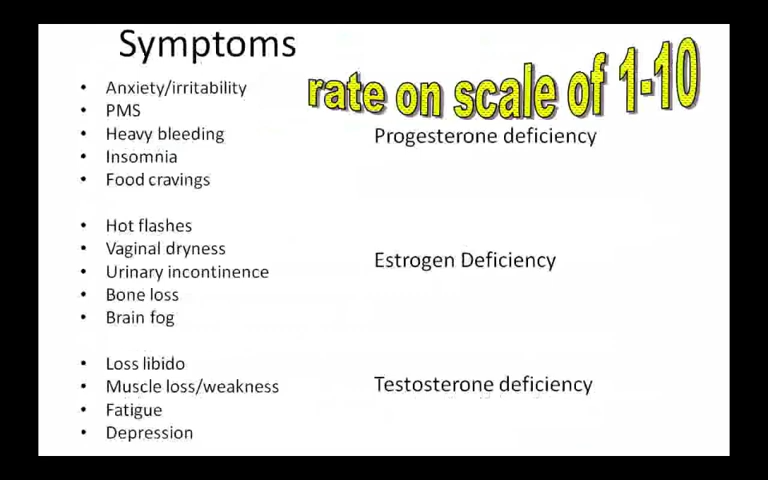 Symptoms
rate on scale of 1-10
• Anxiety/irritability
• PMS
• Heavy bleeding
• Insomnia
• Food cravings
Progesterone deficiency
• Hot flashes
• Vaginal dryness
• Urinary incontinence
• Bone loss
• Brain fog
Estrogen Deficiency
• Loss libido
• Muscle loss/weakness
• Fatigue
• Depression
Testosterone deficiency